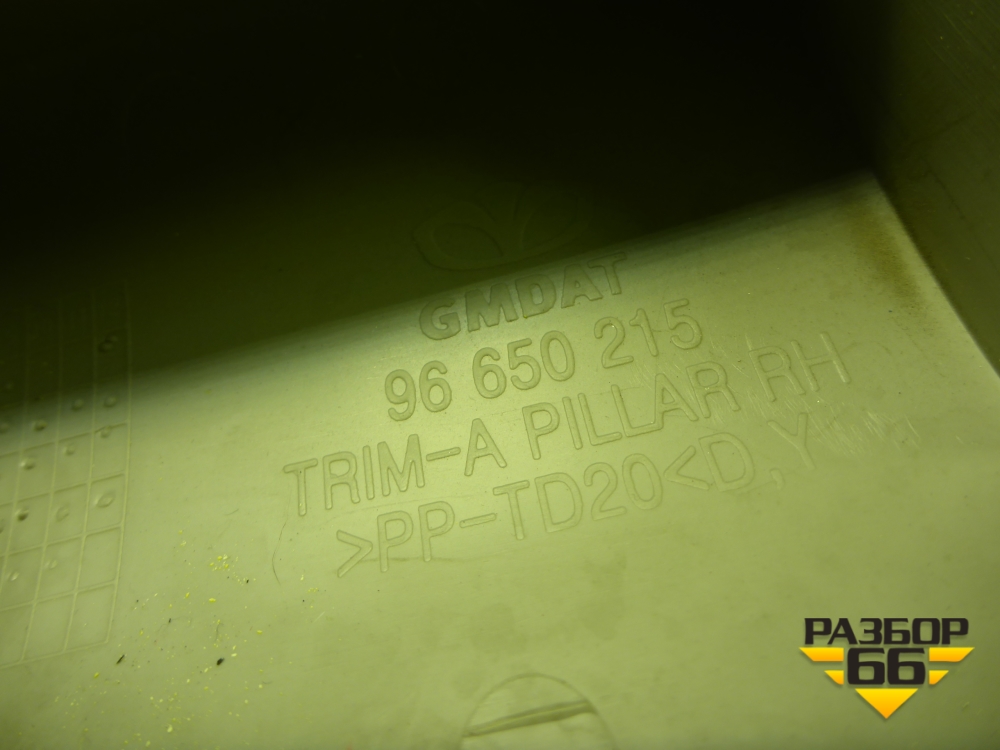 GMDAT
96 650 215
TRIM-A PILLAR RH
>PP-TD20<D,Y
РАЗБОР
66